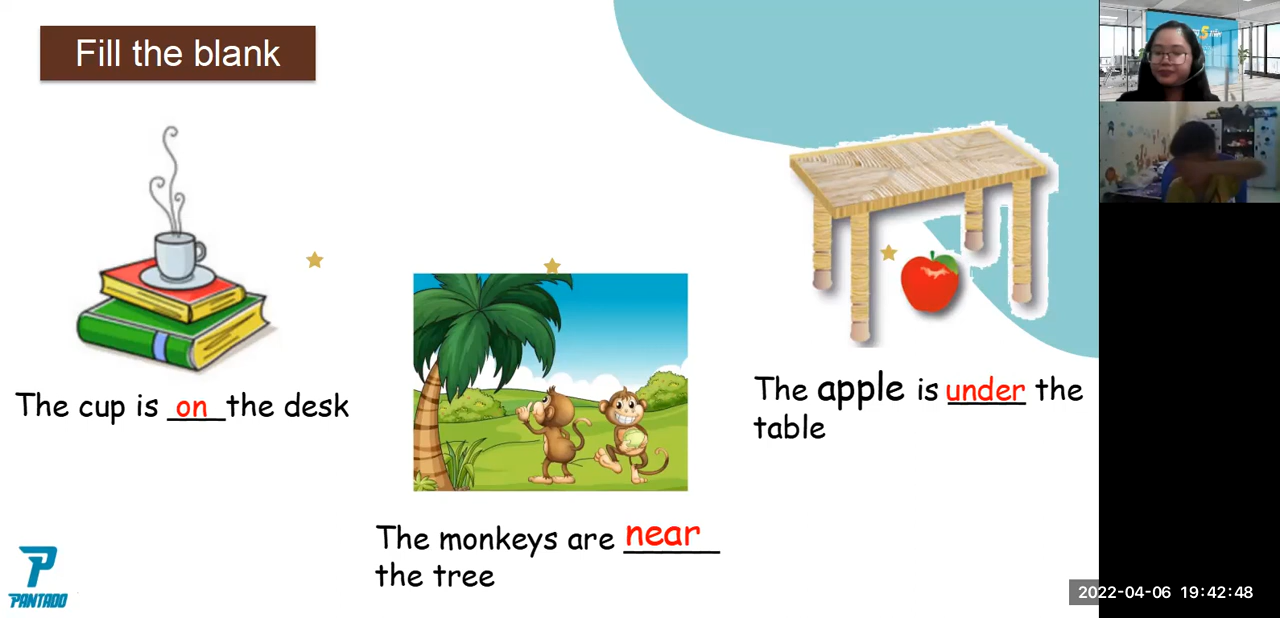 Fill the blank
The cup is on the desk
The monkeys are near
the tree
The apple is under the
table
PANTADO
2022-04-06 19:42:48